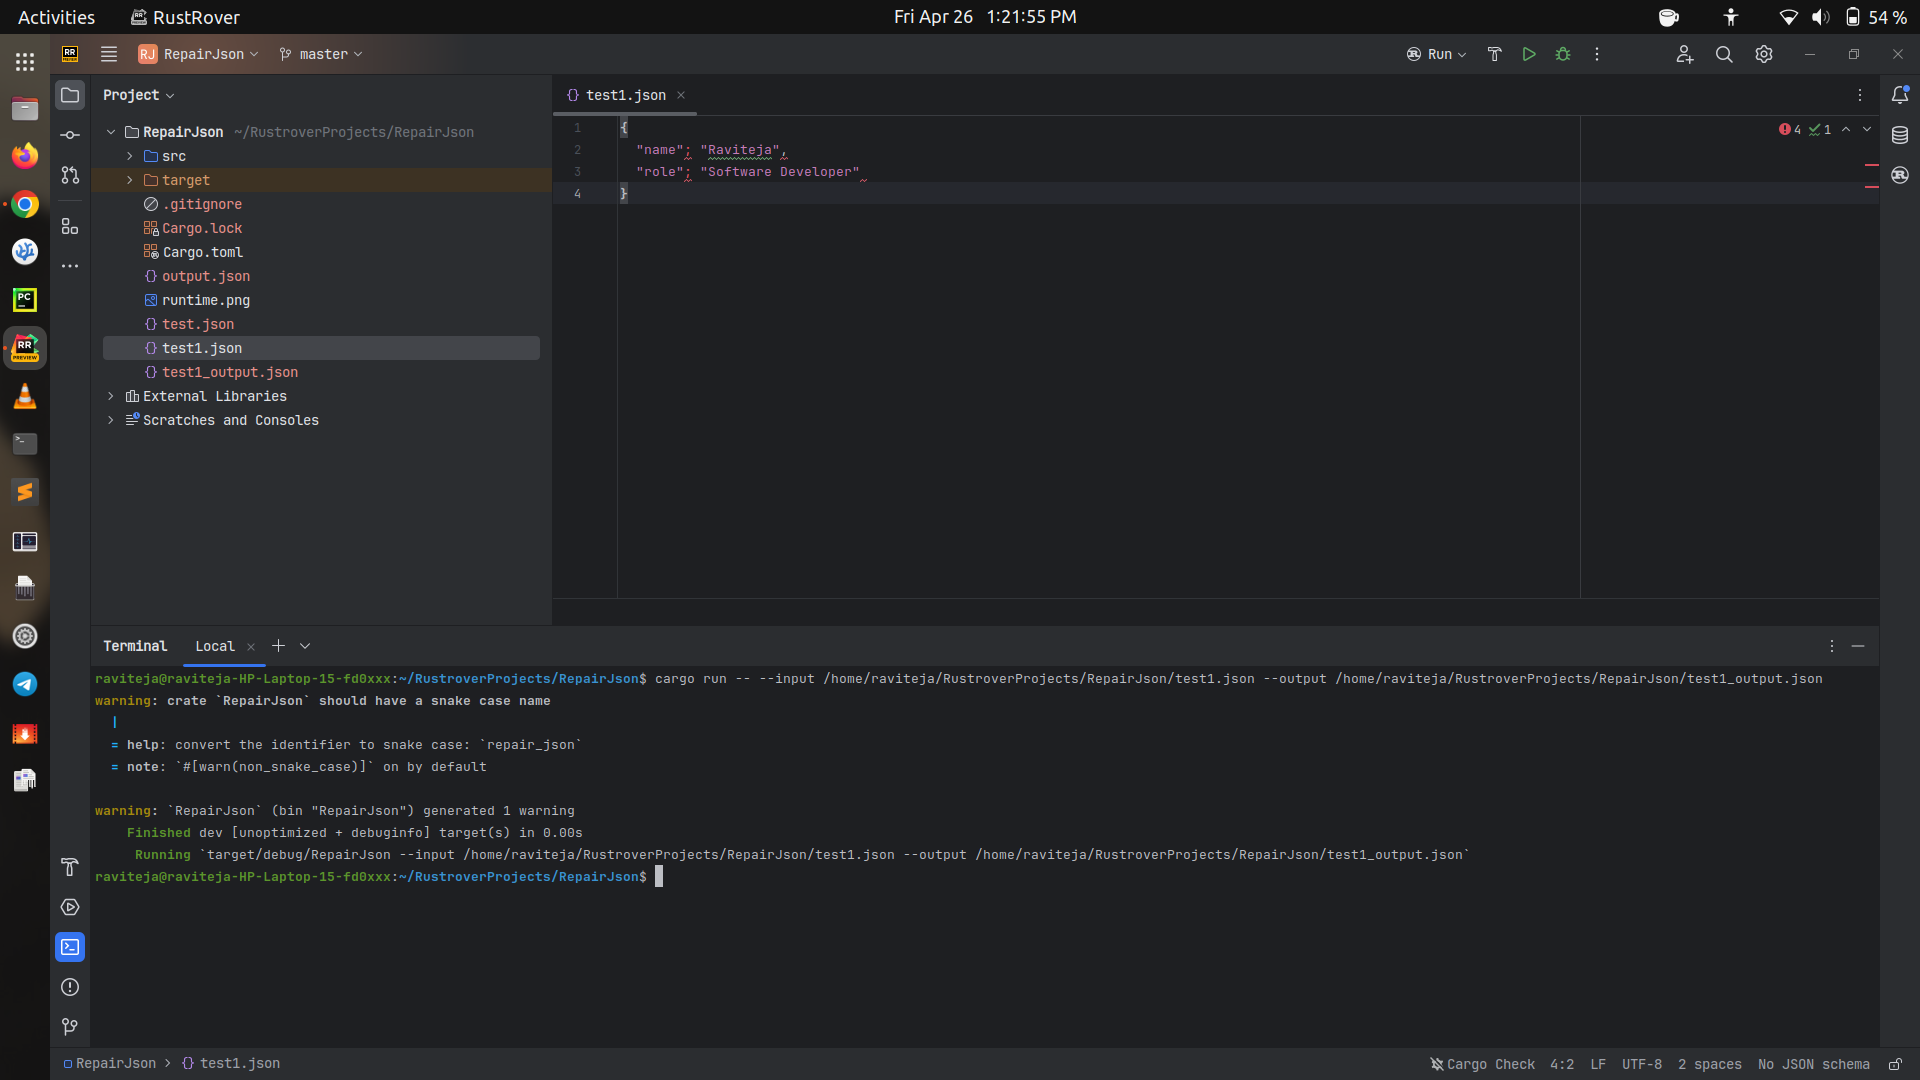 Activities RustRover Fri Apr 26 1:21:55 PM 54 %
RR RJ RepairJson master Run
Project
RepairJson ~/RustroverProjects/RepairJson
src
target
.gitignore
Cargo.lock
Cargo.toml
output.json
runtime.png
test.json
test1.json
test1_output.json
External Libraries
Scratches and Consoles
PC
RR
PREVIEW
test1.json
4 1
1 {
2 "name"; "Raviteja",
3 "role"; "Software Developer"
4 }
Terminal Local
raviteja@raviteja-HP-Laptop-15-fd0xxx:~/RustroverProjects/RepairJson$ cargo run -- --input /home/raviteja/RustroverProjects/RepairJson/test1.json --output /home/raviteja/RustroverProjects/RepairJson/test1_output.json
warning: crate `RepairJson` should have a snake case name
|
= help: convert the identifier to snake case: `repair_json`
= note: `#[warn(non_snake_case)]` on by default
warning: `RepairJson` (bin "RepairJson") generated 1 warning
Finished dev [unoptimized + debuginfo] target(s) in 0.00s
Running `target/debug/RepairJson --input /home/raviteja/RustroverProjects/RepairJson/test1.json --output /home/raviteja/RustroverProjects/RepairJson/test1_output.json`
raviteja@raviteja-HP-Laptop-15-fd0xxx:~/RustroverProjects/RepairJson$
RepairJson > test1.json Cargo Check 4:2 LF UTF-8 2 spaces No JSON schema